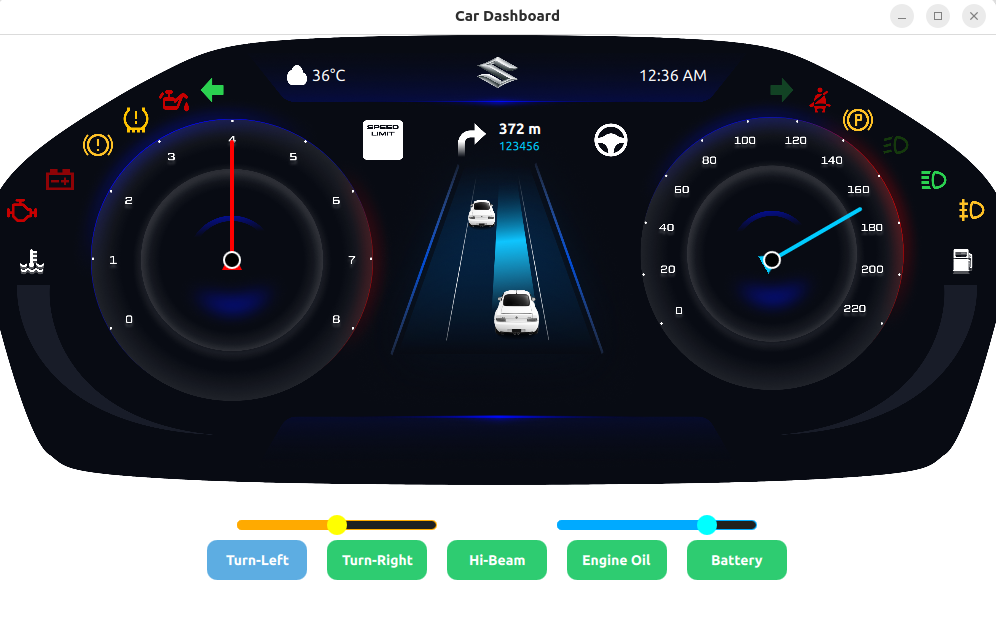 Car Dashboard
36°C
12:36 AM
SPEED
LIMIT
372 m
123456
0
1
2
3
4
5
6
7
8
0
20
40
60
80
100
120
140
160
180
200
220
P
Turn-Left
Turn-Right
Hi-Beam
Engine Oil
Battery